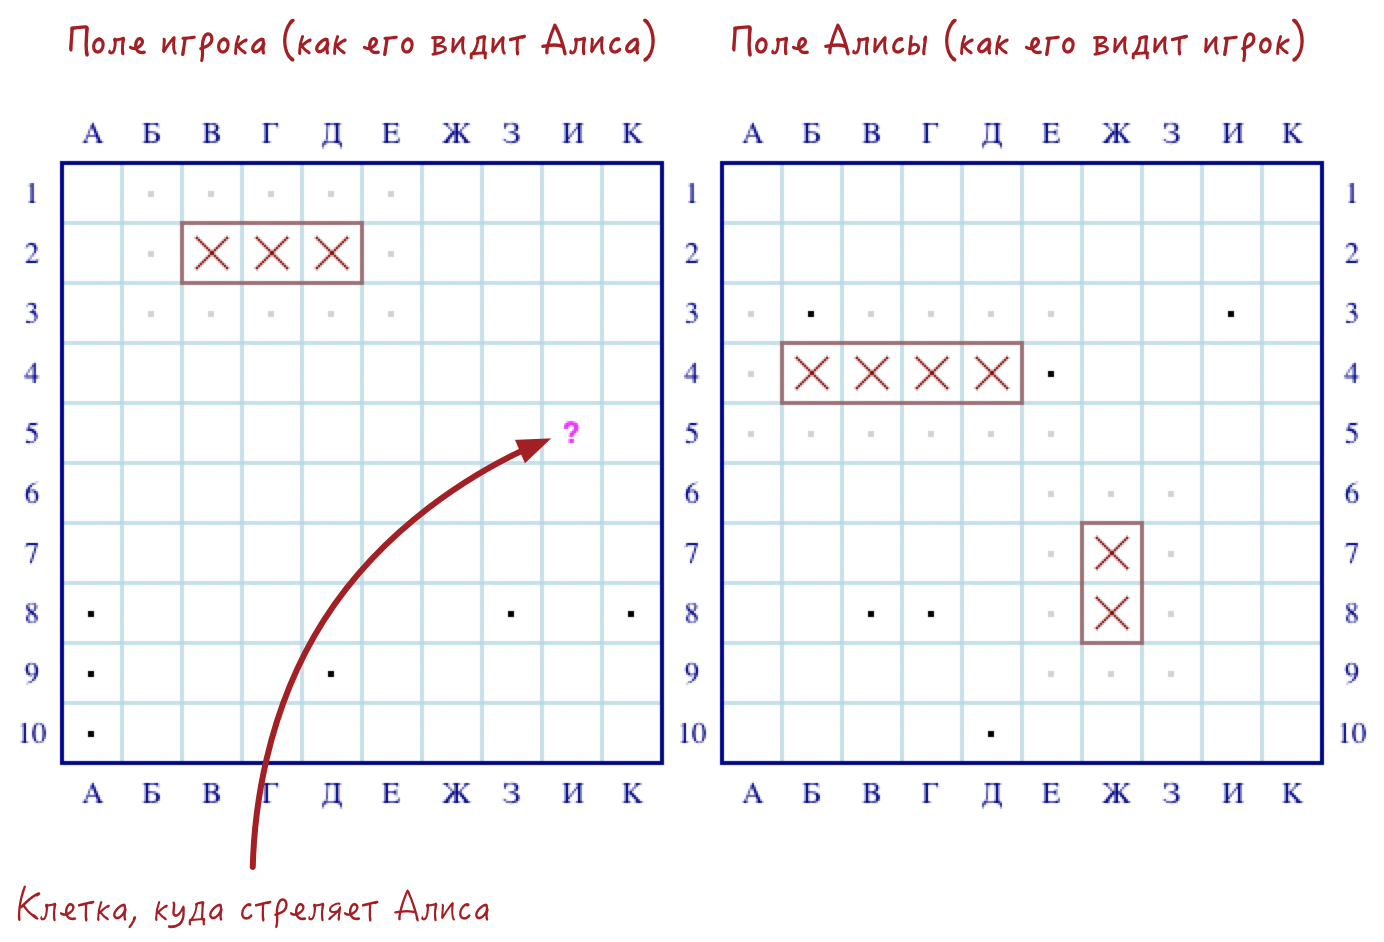 Поле игрока (как его видит Алиса) Поле Алисы (как его видит игрок)
А Б В Г Д Е Ж З И К А Б В Г Д Е Ж З И К
1 1 1
2 2 2
3 3 3
4 4 4
5 ? 5 5
6 6 6
7 7 7
8 8 8
9 9 9
10 10 10
А Б В Г Д Е Ж З И К А Б В Г Д Е Ж З И К
Клетка, куда стреляет Алиса